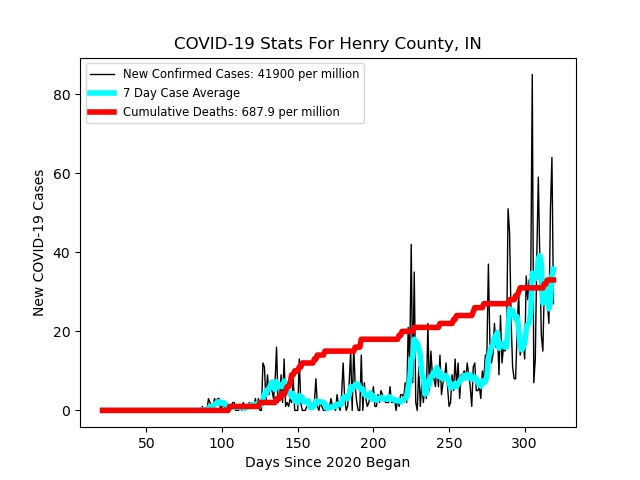 COVID-19 Stats For Henry County, IN
New Confirmed Cases: 41900 per million
7 Day Case Average
Cumulative Deaths: 687.9 per million
New COVID-19 Cases
80
60
40
20
0
50 100 150 200 250 300
Days Since 2020 Began